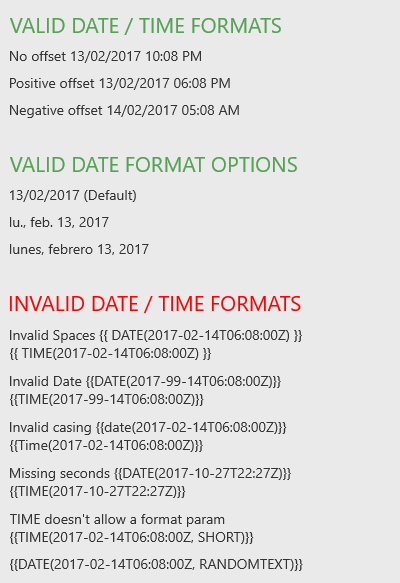 VALID DATE / TIME FORMATS
No offset 13/02/2017 10:08 PM
Positive offset 13/02/2017 06:08 PM
Negative offset 14/02/2017 05:08 AM
VALID DATE FORMAT OPTIONS
13/02/2017 (Default)
lu., feb. 13, 2017
lunes, febrero 13, 2017
INVALID DATE / TIME FORMATS
Invalid Spaces {{ DATE(2017-02-14T06:08:00Z) }}
{{ TIME(2017-02-14T06:08:00Z) }}
Invalid Date {{DATE(2017-99-14T06:08:00Z)}}
{{TIME(2017-99-14T06:08:00Z)}}
Invalid casing {{date(2017-02-14T06:08:00Z)}}
{{Time(2017-02-14T06:08:00Z)}}
Missing seconds {{DATE(2017-10-27T22:27Z)}}
{{TIME(2017-10-27T22:27Z)}}
TIME doesn't allow a format param
{{TIME(2017-02-14T06:08:00Z, SHORT)}}
{{DATE(2017-02-14T06:08:00Z, RANDOMTEXT)}}